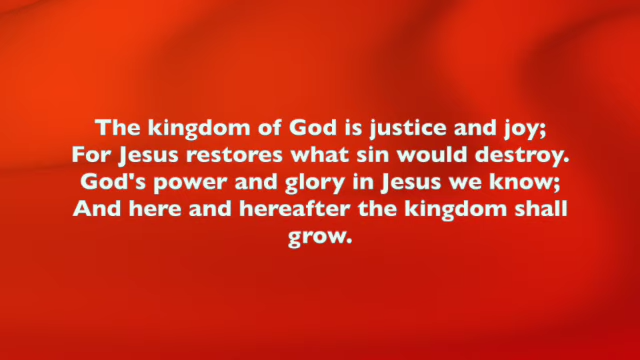 The kingdom of God is justice and joy;
For Jesus restores what sin would destroy.
God's power and glory in Jesus we know;
And here and hereafter the kingdom shall
grow.